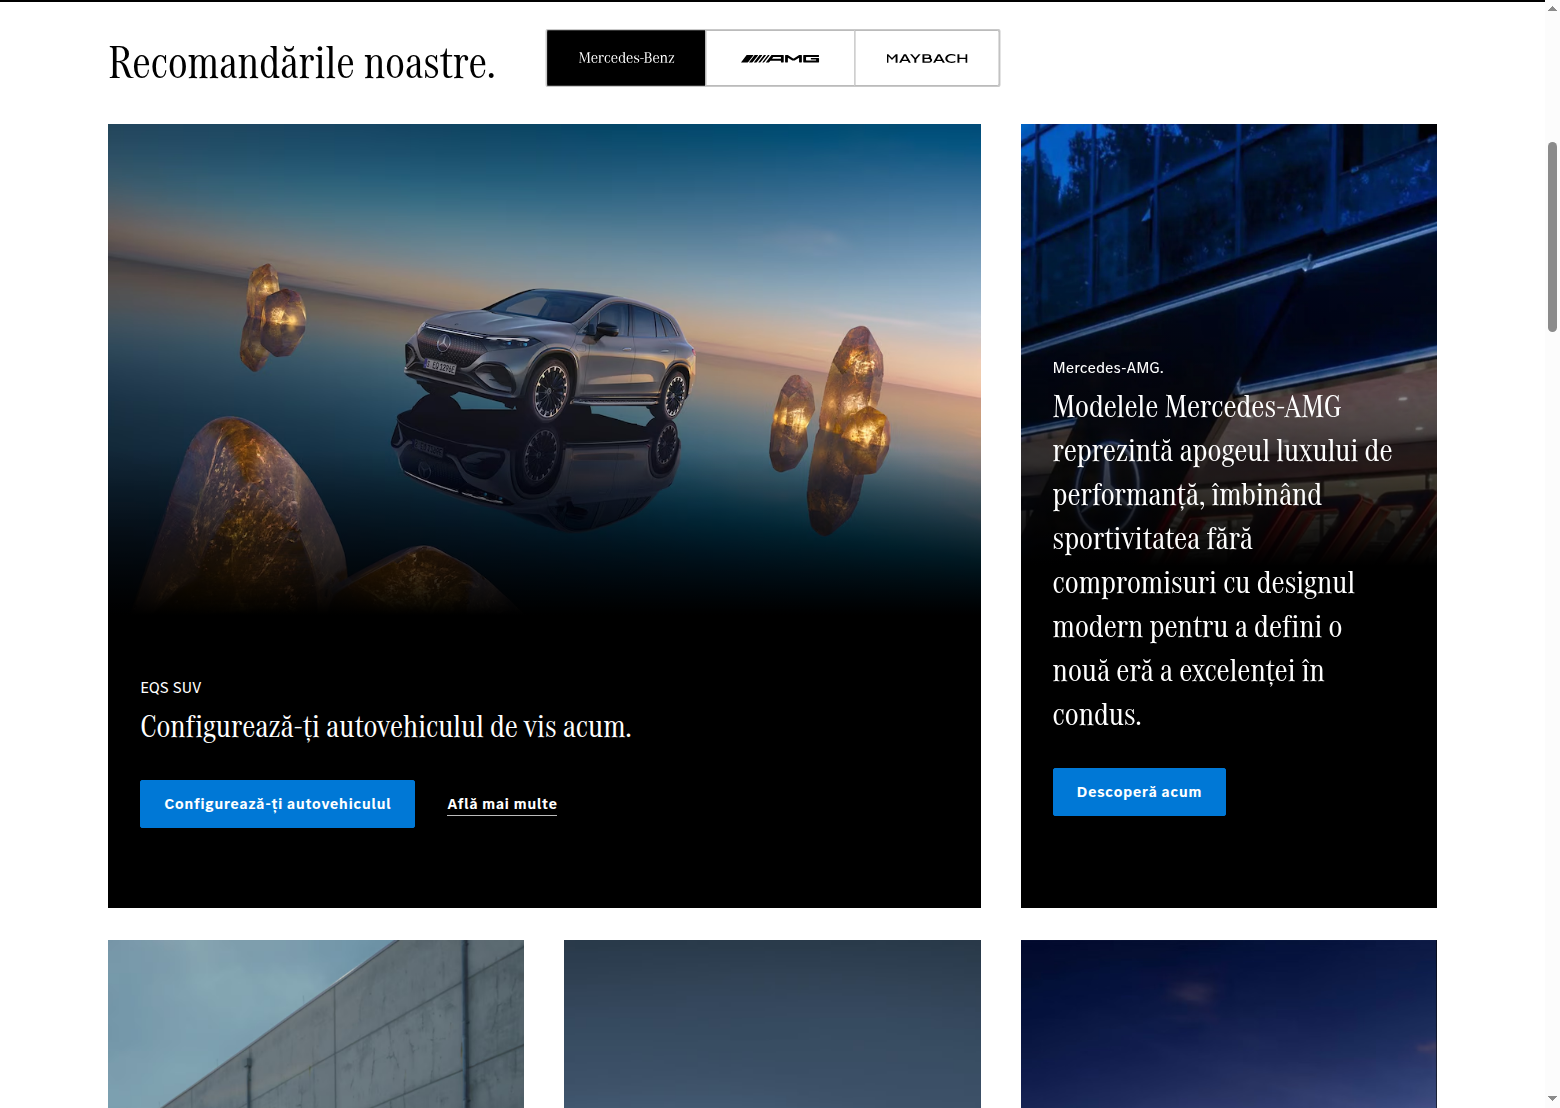 Recomandările noastre.
Mercedes-Benz
AMG
MAYBACH
EQS SUV
Configurează-ți autovehiculul de vis acum.
Configurează-ți autovehiculul
Află mai multe
Mercedes-AMG.
Modelele Mercedes-AMG
reprezintă apogeul luxului de
performanță, îmbinând
sportivitatea fără
compromisuri cu designul
modern pentru a defini o
nouă eră a excelenței în
condus.
Descoperă acum